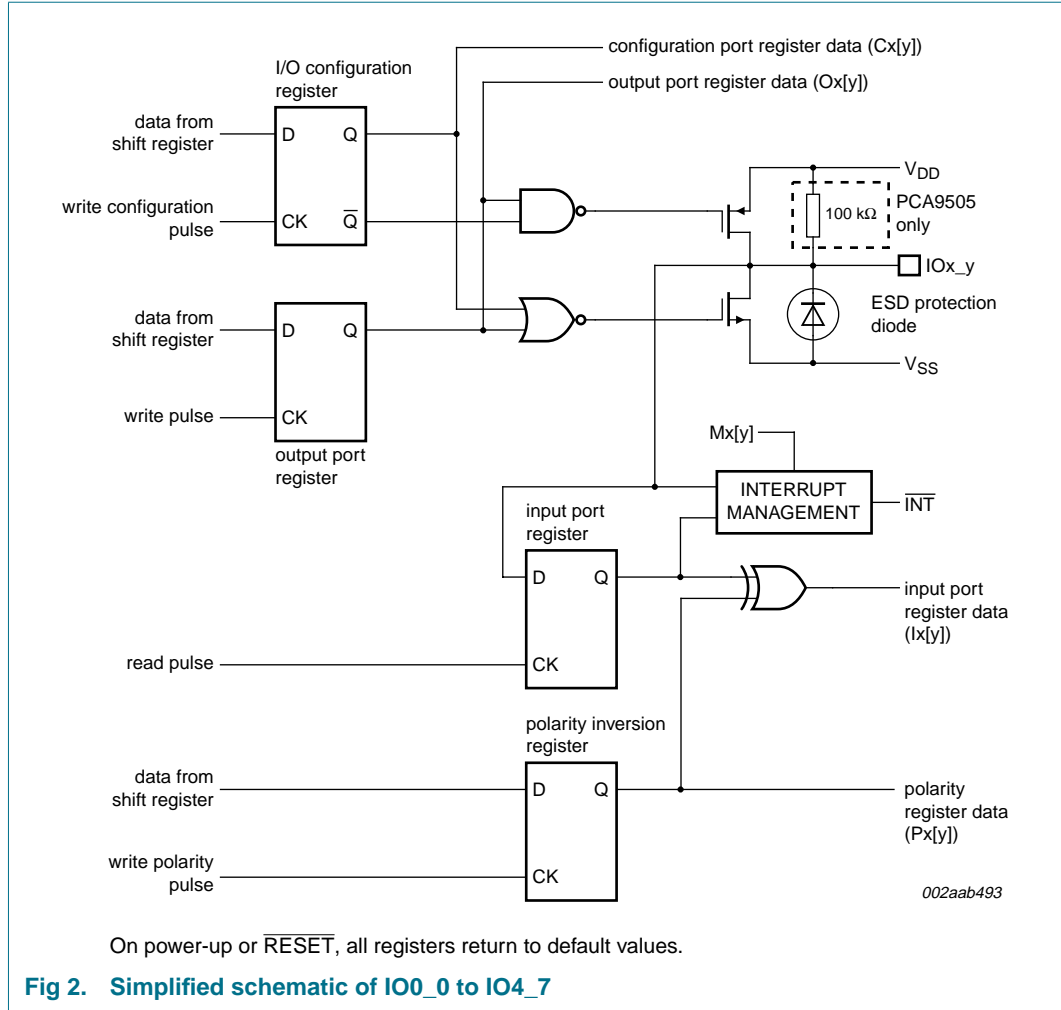 configuration port register data (Cx[y])
I/O configuration
register
output port register data (Ox[y])
data from
shift register
D
Q
VDD
write configuration
pulse
CK
Q̅
100 kΩ
PCA9505
only
IOx_y
data from
shift register
D
Q
ESD protection
diode
VSS
write pulse
CK
output port
register
Mx[y]
INTERRUPT
MANAGEMENT
I̅N̅T̅
input port
register
D
Q
input port
register data
(Ix[y])
read pulse
CK
polarity inversion
register
data from
shift register
D
Q
polarity
register data
(Px[y])
write polarity
pulse
CK
002aab493
On power-up or R̅E̅S̅E̅T̅, all registers return to default values.
Fig 2. Simplified schematic of IO0_0 to IO4_7